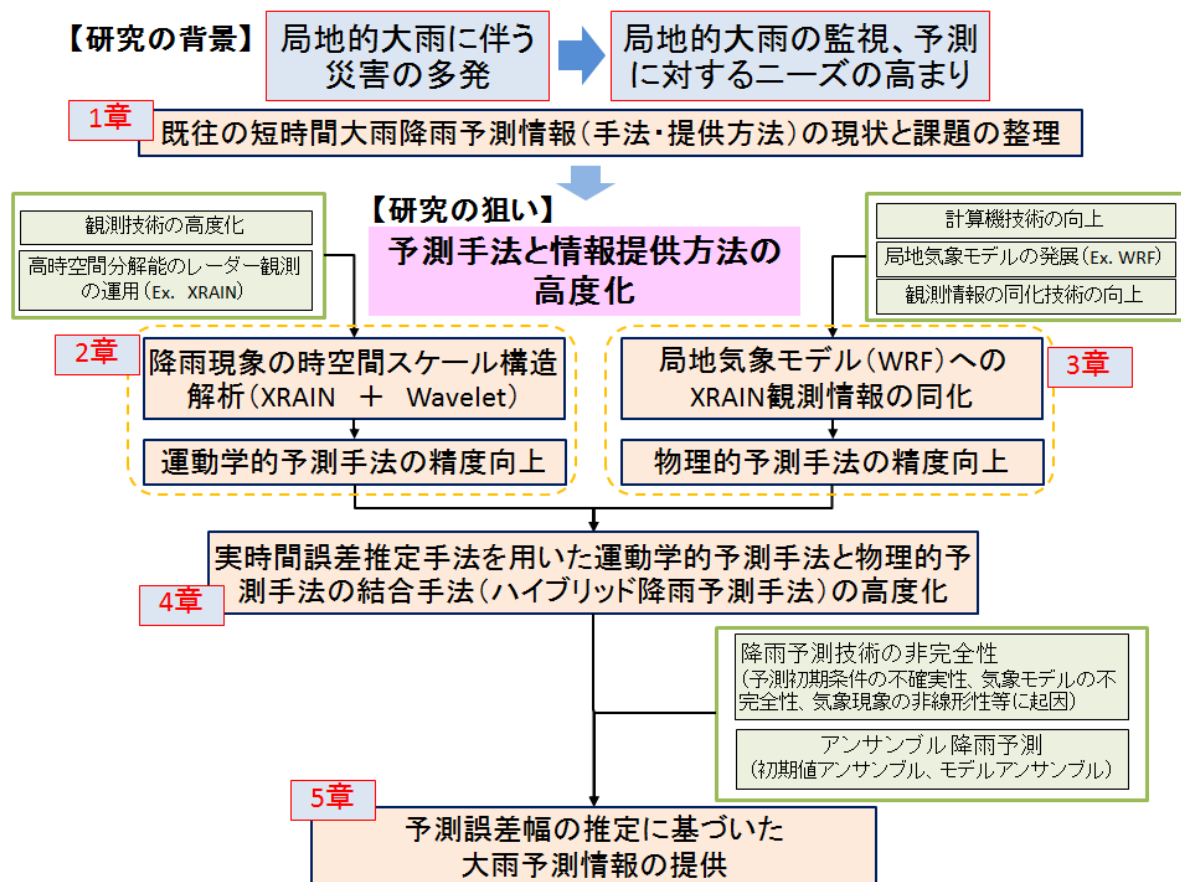 【研究の背景】
局地的大雨に伴う
災害の多発
局地的大雨の監視、予測
に対するニーズの高まり
1章
既往の短時間大雨降雨予測情報(手法・提供方法)の現状と課題の整理
【研究の狙い】
予測手法と情報提供方法の
高度化
観測技術の高度化
高時空間分解能のレーダー観測
の運用(Ex. XRAIN)
計算機技術の向上
局地気象モデルの発展(Ex. WRF)
観測情報の同化技術の向上
2章
降雨現象の時空間スケール構造
解析(XRAIN + Wavelet)
運動学的予測手法の精度向上
3章
局地気象モデル(WRF)への
XRAIN観測情報の同化
物理的予測手法の精度向上
4章
実時間誤差推定手法を用いた運動学的予測手法と物理的予
測手法の結合手法(ハイブリッド降雨予測手法)の高度化
降雨予測技術の非完全性
(予測初期条件の不確実性、気象モデルの不
完全性、気象現象の非線形性等に起因)
アンサンブル降雨予測
(初期値アンサンブル、モデルアンサンブル)
5章
予測誤差幅の推定に基づいた
大雨予測情報の提供